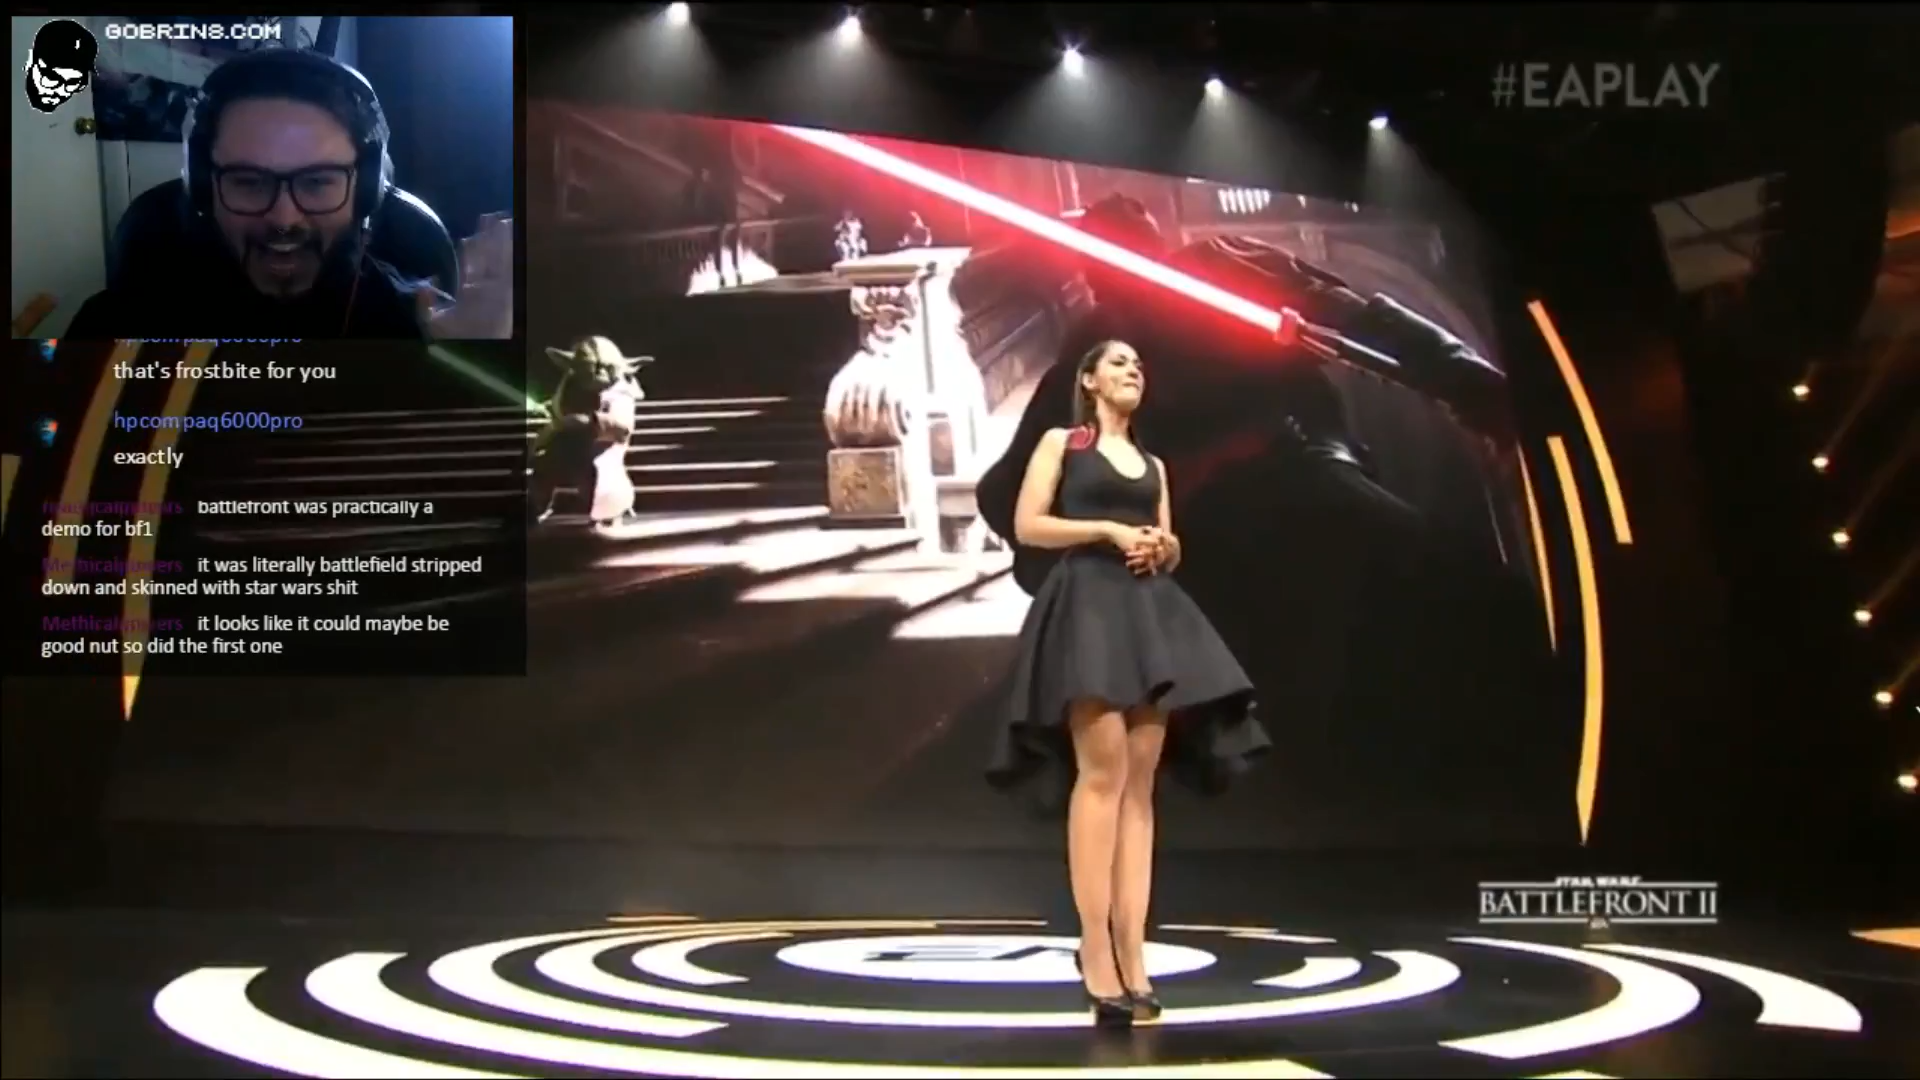 GOBRINS.COM
#EAPLAY
that's frostbite for you
hpcompaq6000pro
exactly
battlefront was practically a
demo for bf1
it was literally battlefield stripped
down and skinned with star wars shit
it looks like it could maybe be
good nut so did the first one
STAR WARS
BATTLEFRONT II
EA